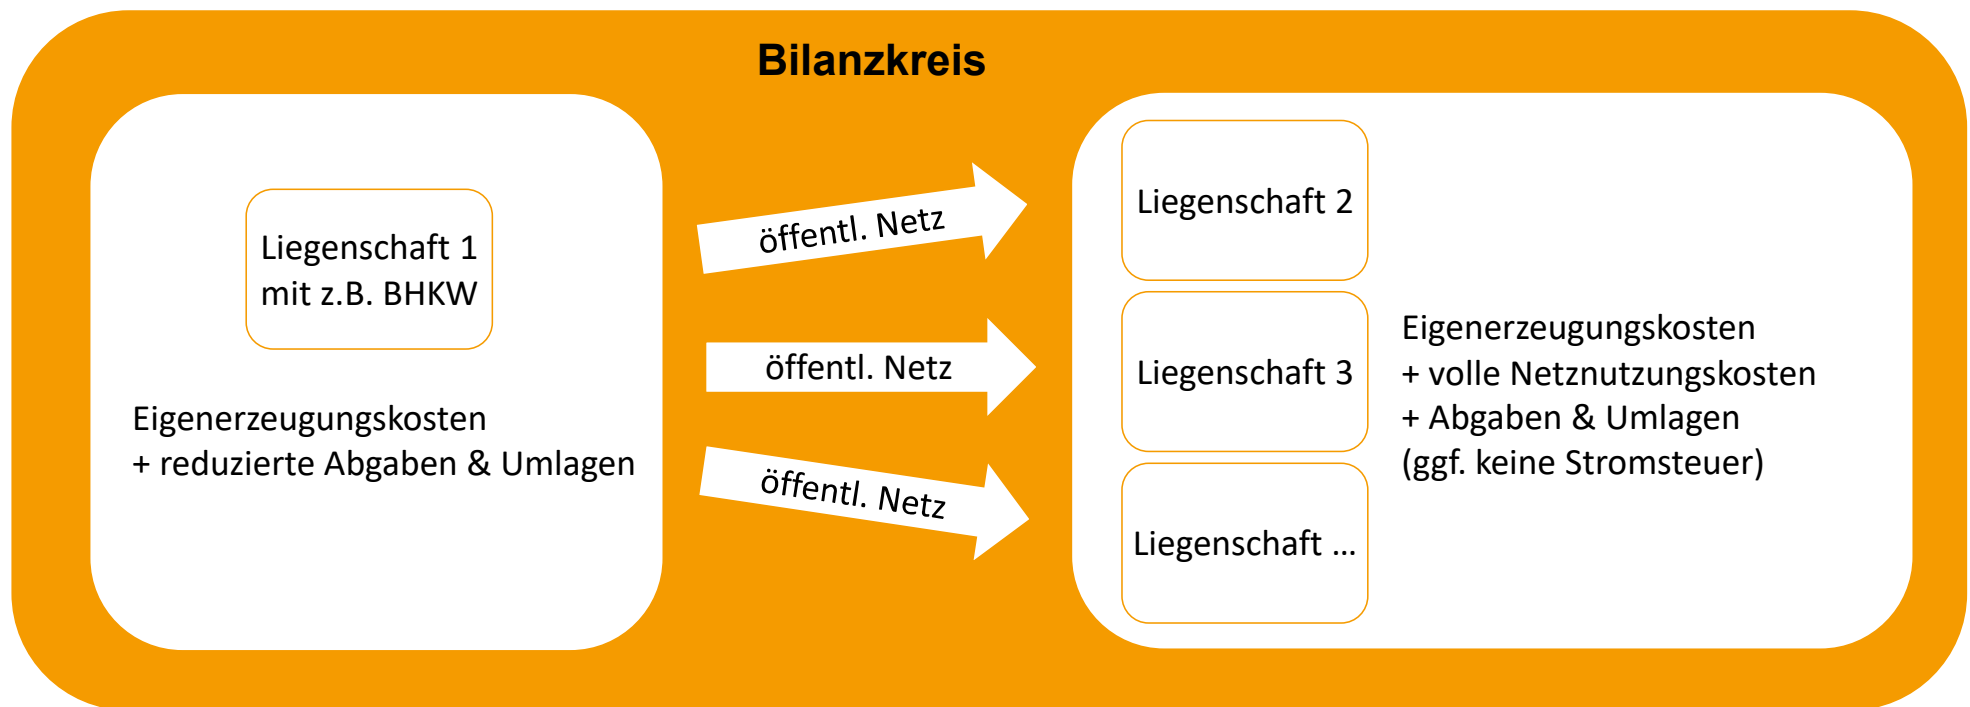 Bilanzkreis
Liegenschaft 1
mit z.B. BHKW
Eigenerzeugungskosten
+ reduzierte Abgaben & Umlagen
öffentl. Netz
öffentl. Netz
öffentl. Netz
Liegenschaft 2
Liegenschaft 3
Liegenschaft ...
Eigenerzeugungskosten
+ volle Netznutzungskosten
+ Abgaben & Umlagen
(ggf. keine Stromsteuer)